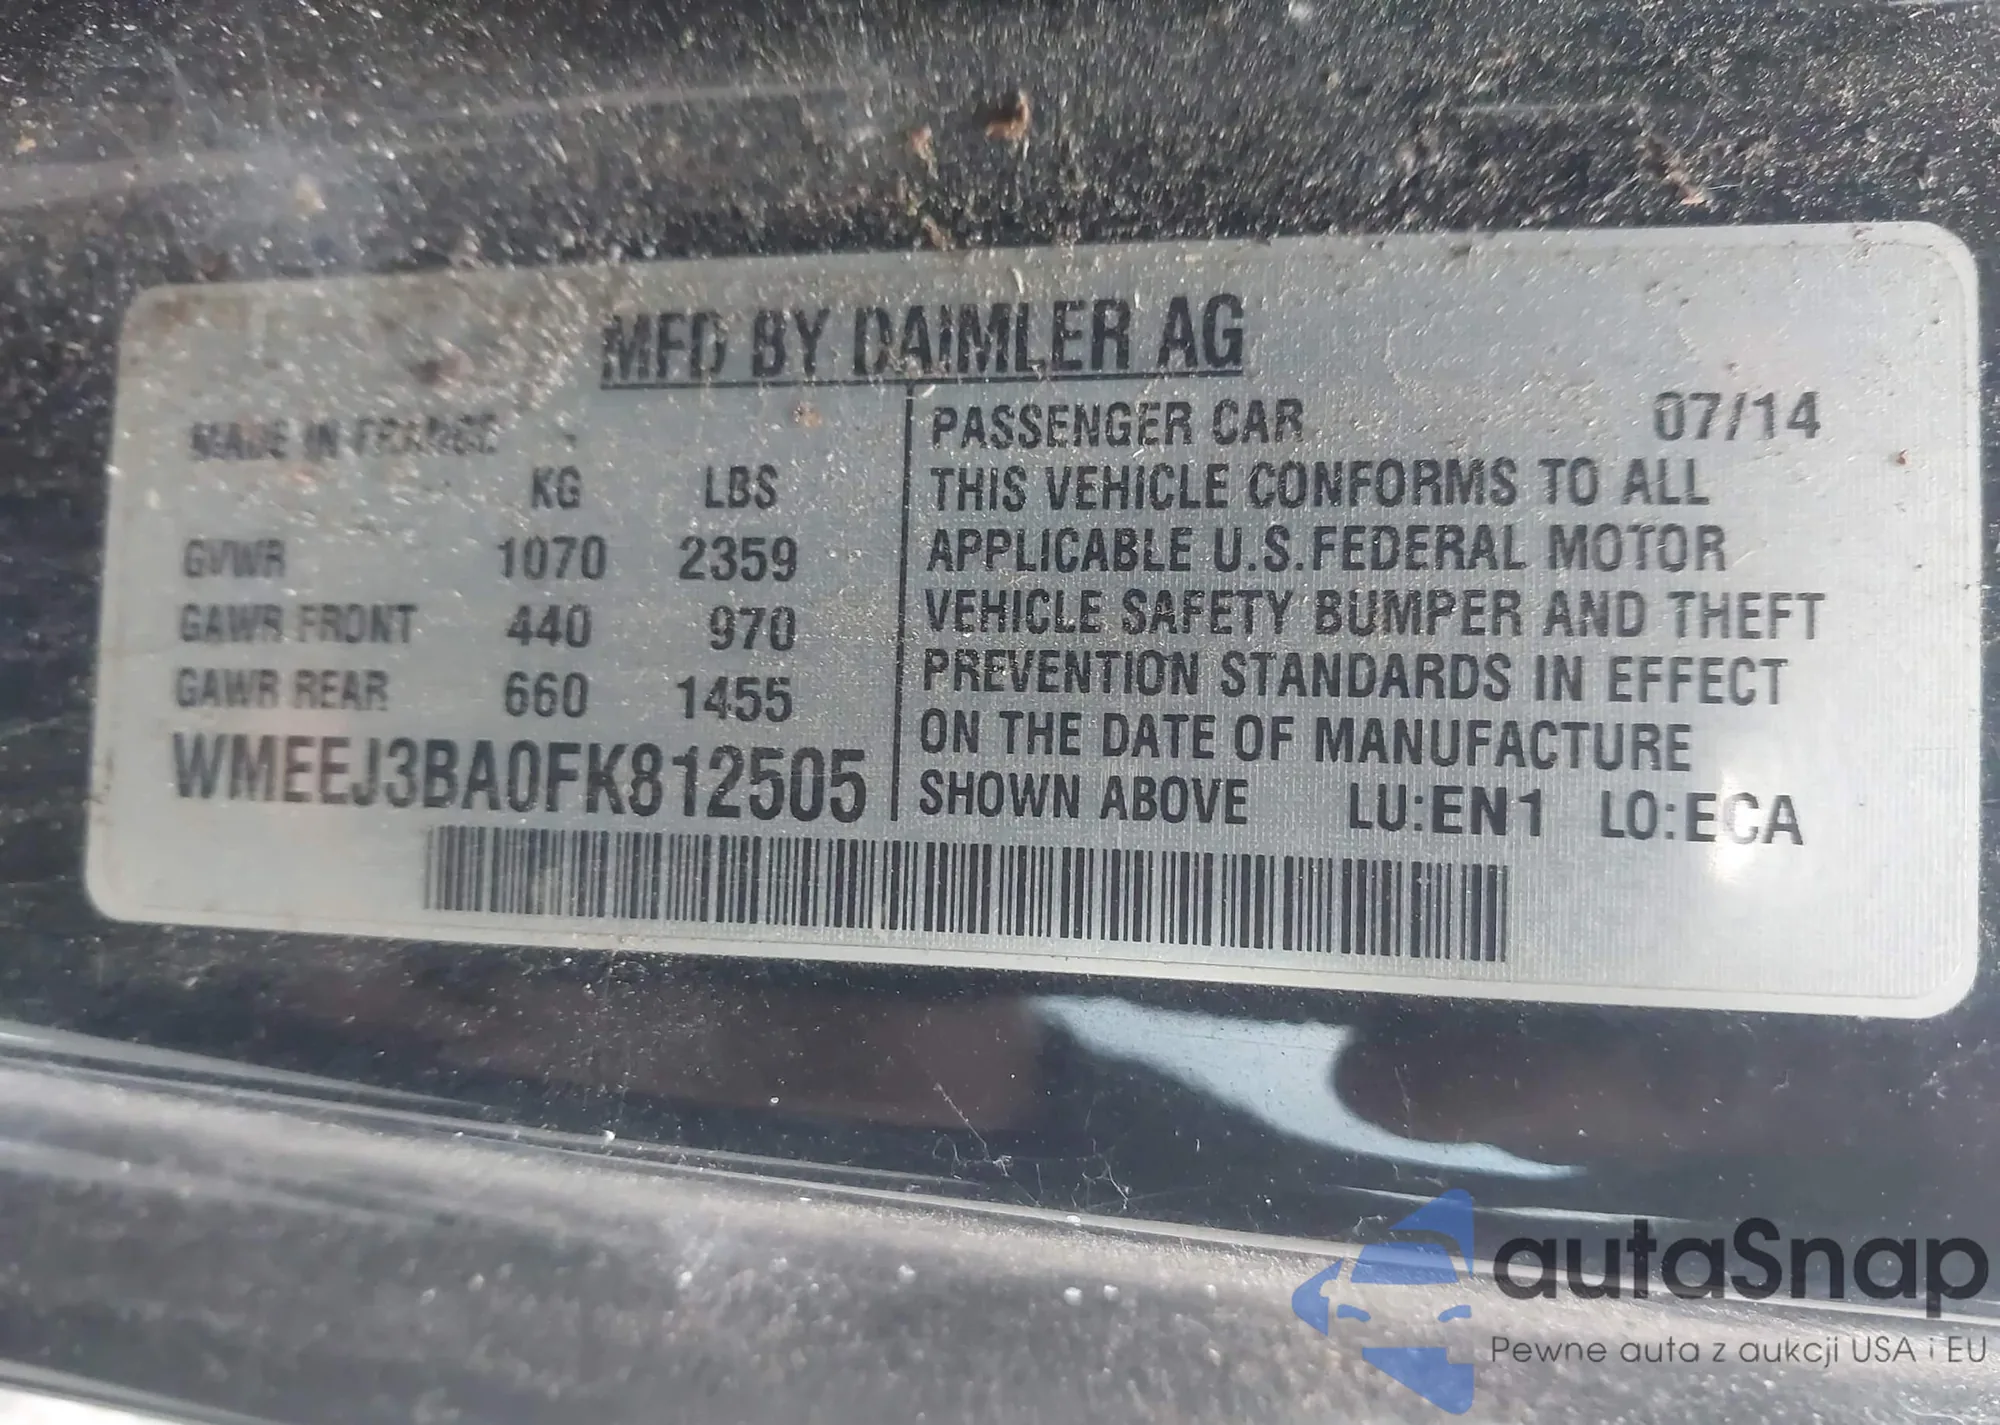 MFD BY DAIMLER AG
MADE IN FRANCE
KG LBS
GVWR 1070 2359
GAWR FRONT 440 970
GAWR REAR 660 1455
WMEEJ3BA0FK812505
PASSENGER CAR 07/14
THIS VEHICLE CONFORMS TO ALL
APPLICABLE U.S.FEDERAL MOTOR
VEHICLE SAFETY BUMPER AND THEFT
PREVENTION STANDARDS IN EFFECT
ON THE DATE OF MANUFACTURE
SHOWN ABOVE LU:EN1 LO:ECA
autaSnap
Pewne auta z aukcji USA i EU